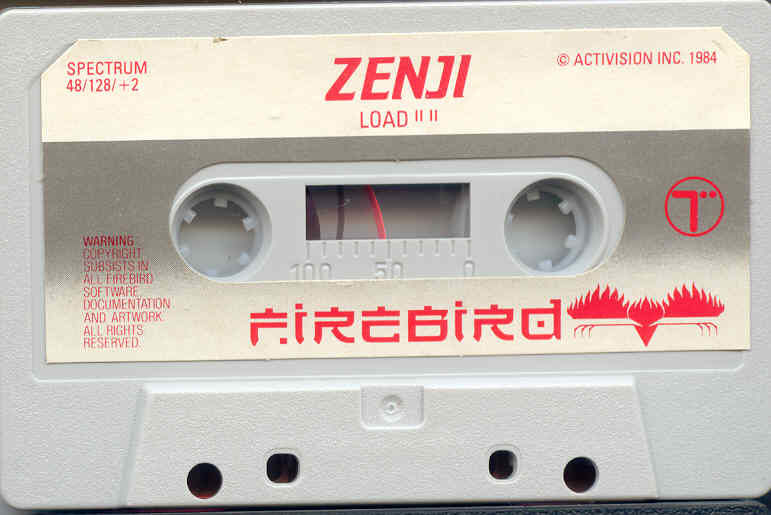 SPECTRUM
48/128/+2
ZENJI
LOAD " "
© ACTIVISION INC. 1984
WARNING
COPYRIGHT
SUBSISTS IN
ALL FIREBIRD
SOFTWARE,
DOCUMENTATION
AND ARTWORK.
ALL RIGHTS
RESERVED.
100 50 0
FIREBIRD